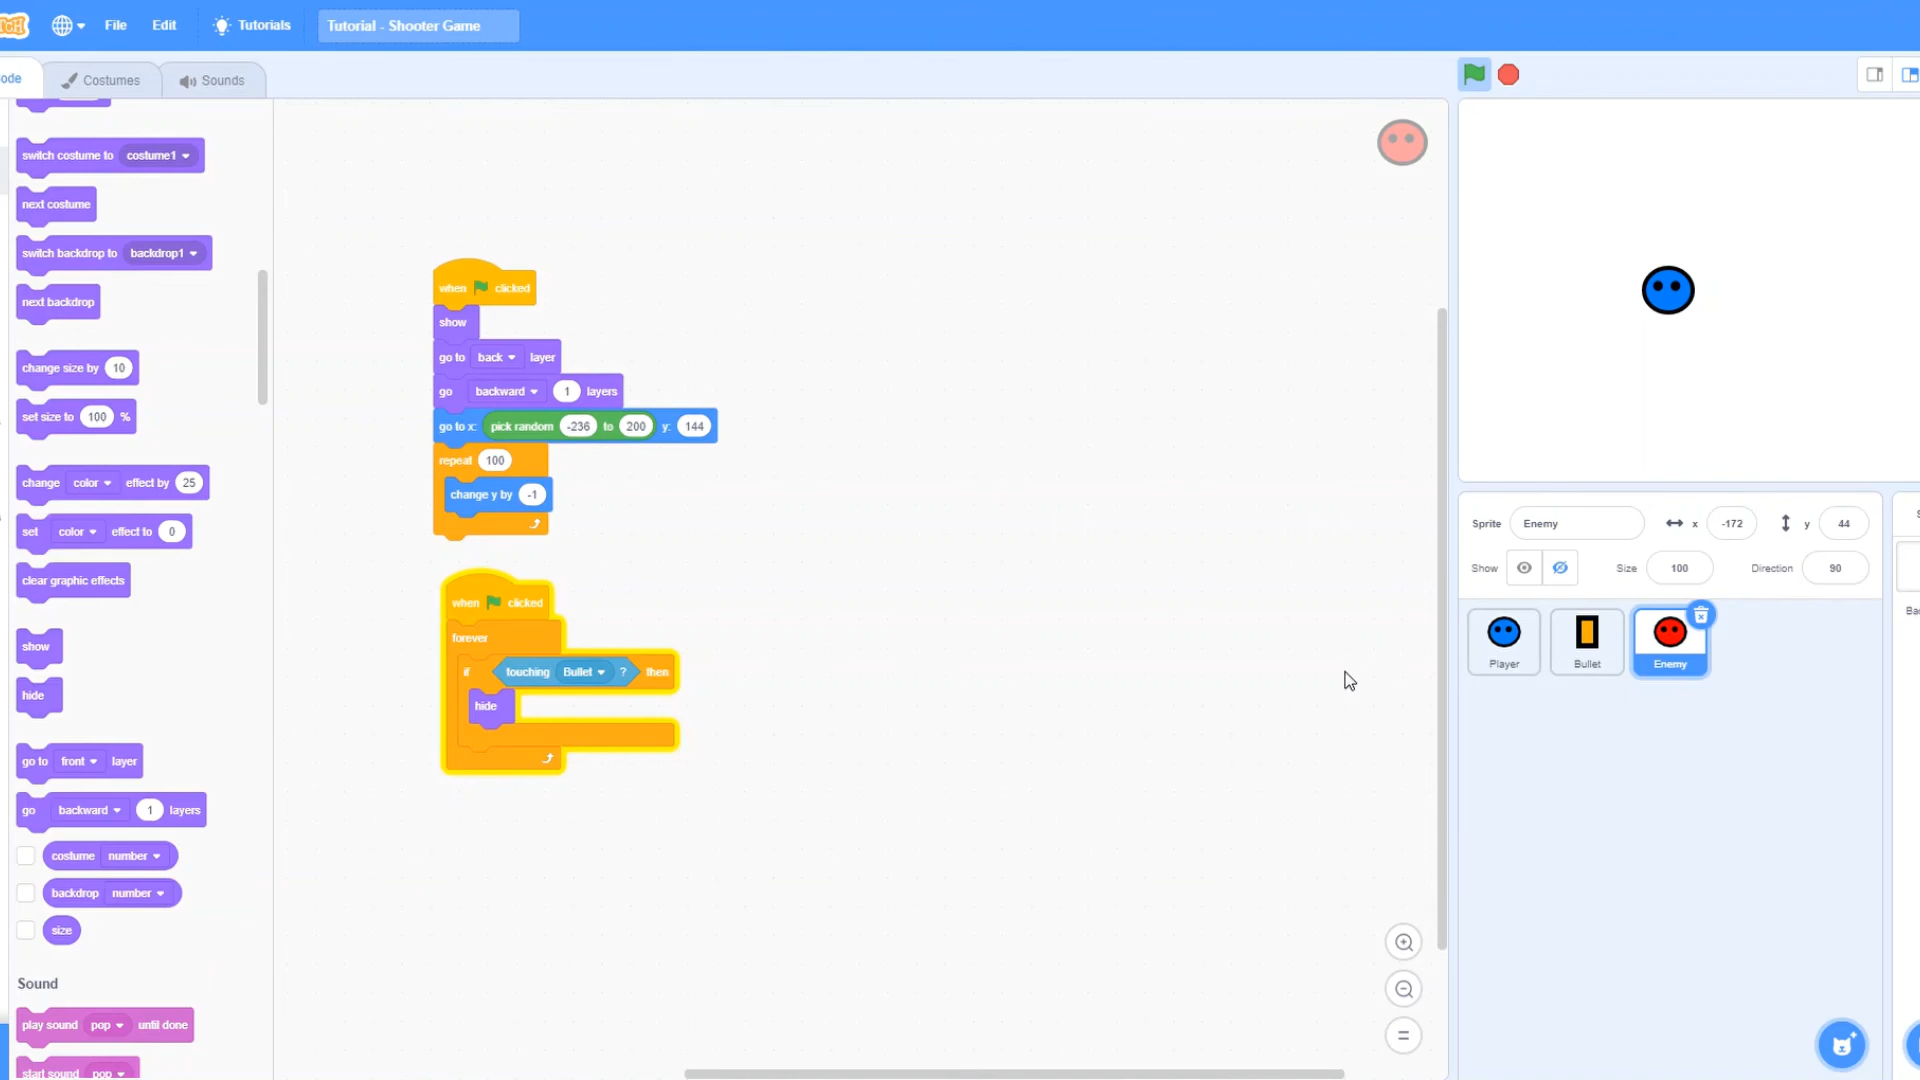 File Edit Tutorials Tutorial - Shooter Game
Costumes Sounds
switch costume to costume1
next costume
switch backdrop to backdrop1
next backdrop
change size by 10
set size to 100 %
change color effect by 25
set color effect to 0
clear graphic effects
show
hide
go to front layer
go backward 1 layers
costume number
backdrop number
size
Sound
play sound pop until done
start sound pop
when clicked
show
go to back layer
go backward 1 layers
go to x: pick random -236 to 200 y: 144
repeat 100
change y by -1
when clicked
forever
if touching Bullet ? then
hide
Sprite Enemy x -172 y 44
Show Size 100 Direction 90
Player Bullet Enemy